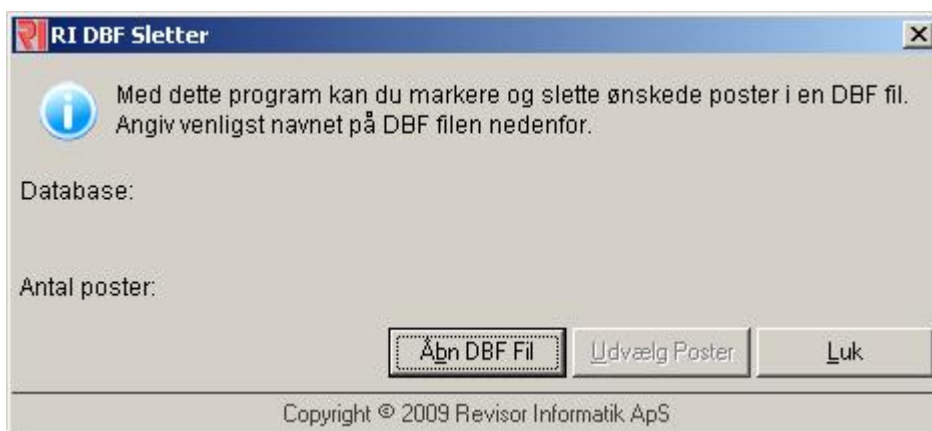 RI DBF Sletter
Med dette program kan du markere og slette ønskede poster i en DBF fil.
Angiv venligst navnet på DBF filen nedenfor.
Database:
Antal poster:
Åbn DBF Fil Udvælg Poster Luk
Copyright © 2009 Revisor Informatik ApS